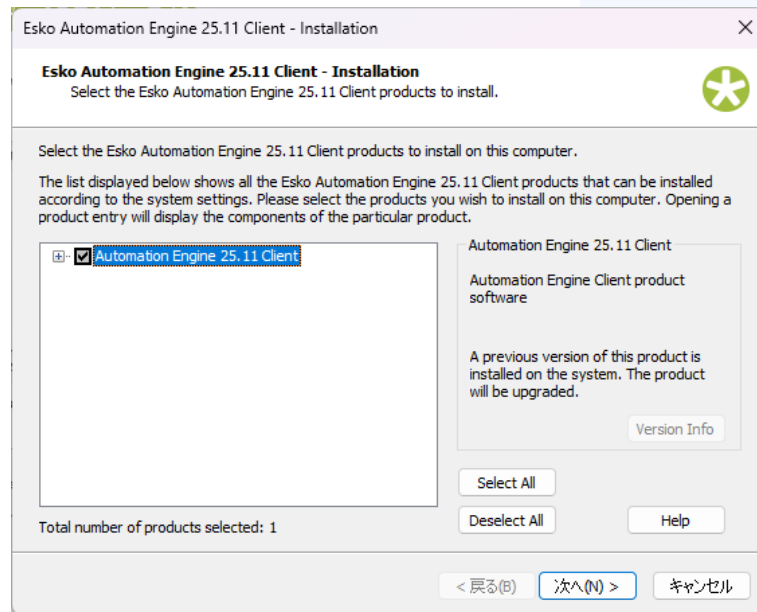 Esko Automation Engine 25.11 Client - Installation
Esko Automation Engine 25.11 Client - Installation
Select the Esko Automation Engine 25.11 Client products to install.
Select the Esko Automation Engine 25.11 Client products to install on this computer.
The list displayed below shows all the Esko Automation Engine 25.11 Client products that can be installed
according to the system settings. Please select the products you wish to install on this computer. Opening a
product entry will display the components of the particular product.
Automation Engine 25.11 Client
Automation Engine 25.11 Client
Automation Engine Client product
software
A previous version of this product is
installed on the system. The product
will be upgraded.
Version Info
Select All
Total number of products selected: 1
Deselect All
Help
< 戻る(B)
次へ(N) >
キャンセル